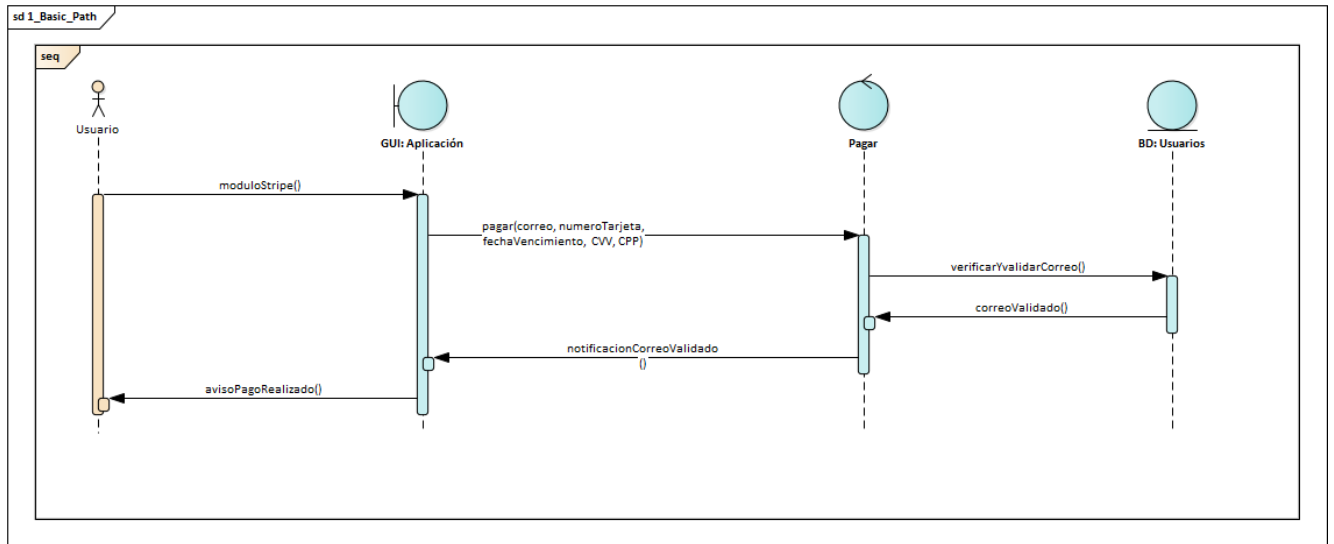 sd 1_Basic_Path
seq
Usuario
GUI: Aplicación
Pagar
BD: Usuarios
moduloStripe()
pagar(correo, numeroTarjeta,
fechaVencimiento, CVV, CPP)
verificarYvalidarCorreo()
correoValidado()
notificacionCorreoValidado
()
avisoPagoRealizado()